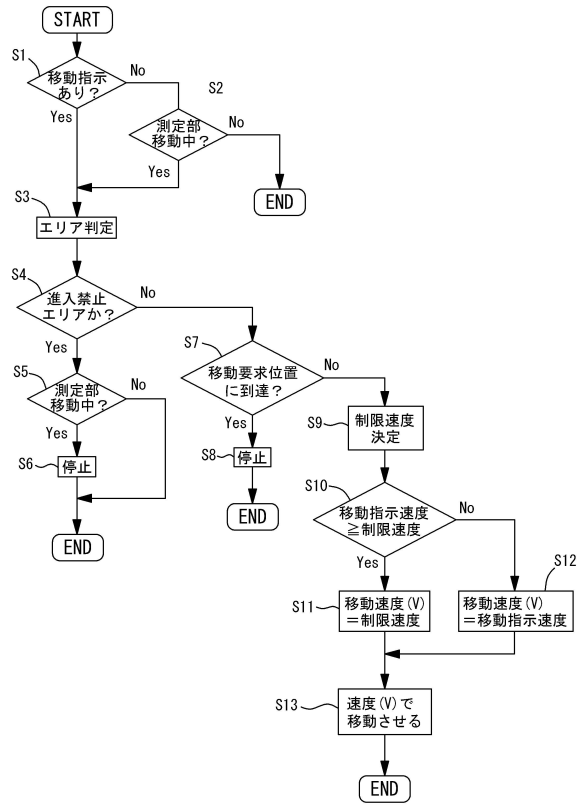 START
S1
移動指示
あり？
No
Yes
S2
測定部
移動中？
No
Yes
END
S3
エリア判定
S4
進入禁止
エリアか？
No
Yes
S5
測定部
移動中？
No
Yes
S6
停止
END
S7
移動要求位置
に到達？
No
Yes
S8
停止
END
S9
制限速度
決定
S10
移動指示速度
≧制限速度
No
Yes
S11
移動速度(V)
＝制限速度
S12
移動速度(V)
＝移動指示速度
S13
速度(V)で
移動させる
END